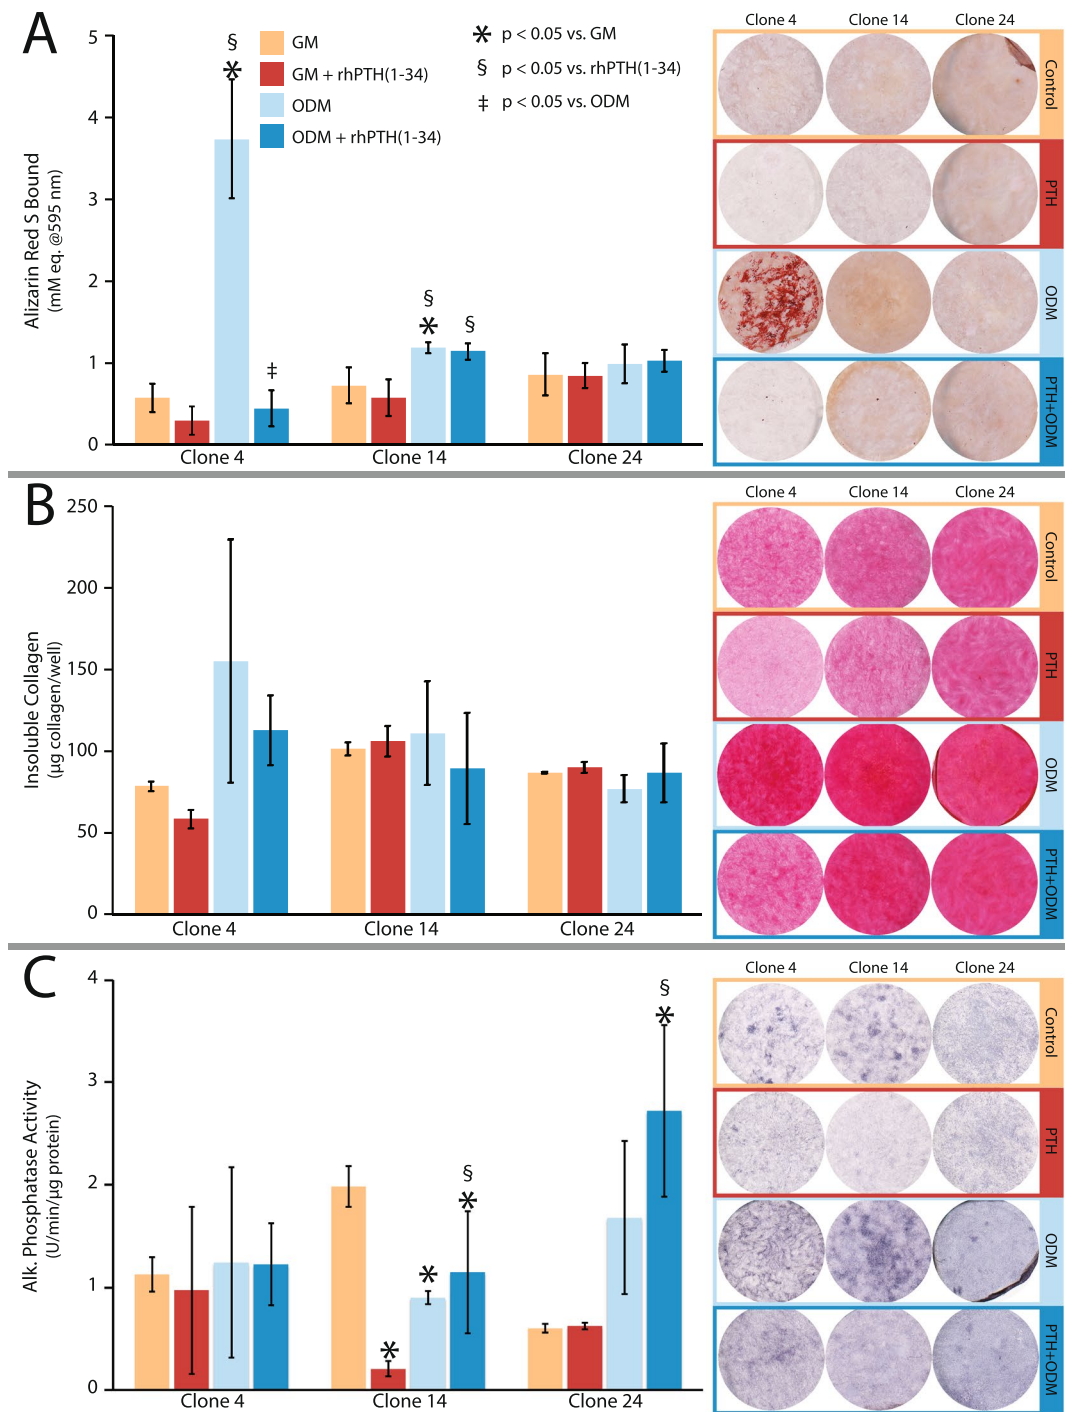 A
5
4
3
2
1
0
Alizarin Red S Bound
(mM eq. @595 nm)
GM
GM + rhPTH(1-34)
ODM
ODM + rhPTH(1-34)
* p < 0.05 vs. GM
§ p < 0.05 vs. rhPTH(1-34)
‡ p < 0.05 vs. ODM
§
*
‡
§
*
§
Clone 4 Clone 14 Clone 24
Clone 4 Clone 14 Clone 24
Control
PTH
ODM
PTH+ODM
B
250
200
150
100
50
0
Insoluble Collagen
(μg collagen/well)
Clone 4 Clone 14 Clone 24
Clone 4 Clone 14 Clone 24
Control
PTH
ODM
PTH+ODM
C
4
3
2
1
0
Alk. Phosphatase Activity
(U/min/μg protein)
*
*
§
*
§
*
Clone 4 Clone 14 Clone 24
Clone 4 Clone 14 Clone 24
Control
PTH
ODM
PTH+ODM